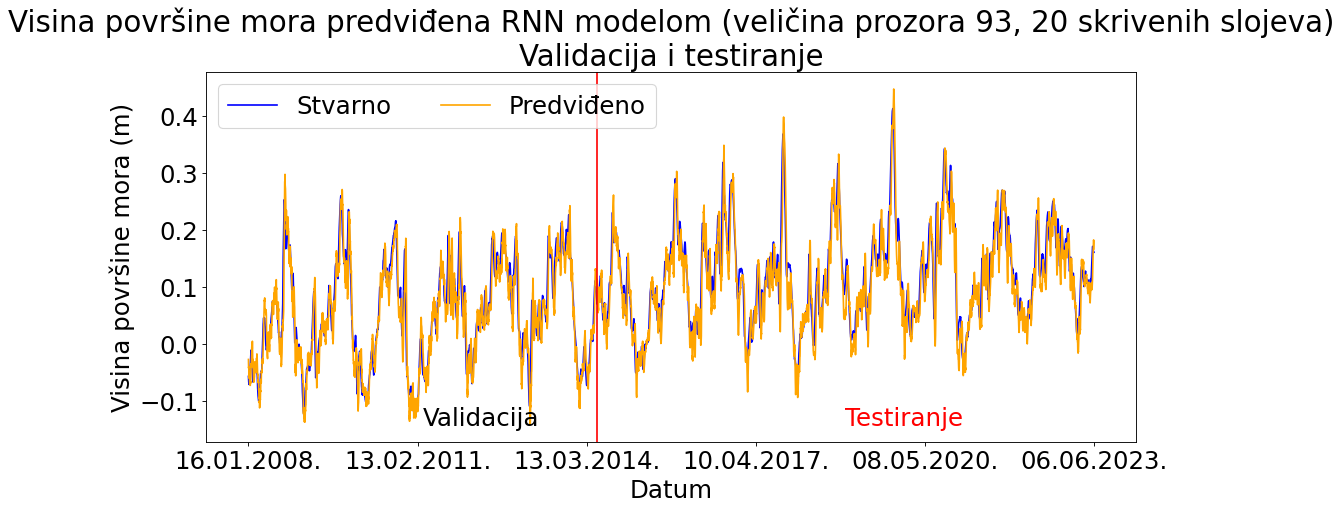 Visina površine mora predviđena RNN modelom (veličina prozora 93, 20 skrivenih slojeva)
Validacija i testiranje
Stvarno
Predviđeno
Visina površine mora (m)
0.4
0.3
0.2
0.1
0.0
−0.1
Validacija
Testiranje
16.01.2008.
13.02.2011.
13.03.2014.
10.04.2017.
08.05.2020.
06.06.2023.
Datum